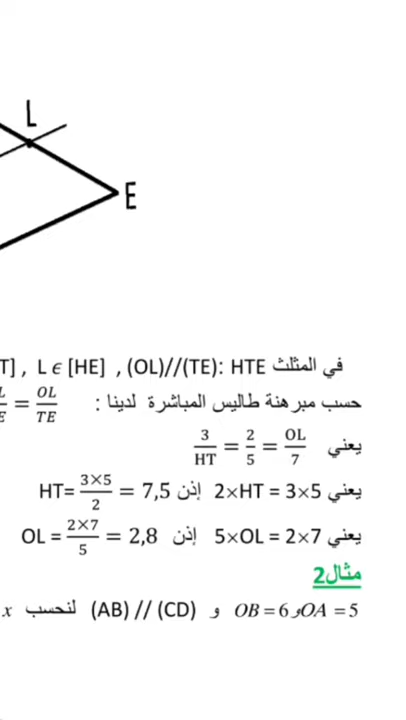 L
E
في المثلث HTE :(OL)//(TE) , L ϵ [HE] , T]
حسب مبرهنة طاليس المباشرة لدينا : = OL/TE
يعني 3/HT = 2/5 = OL/7
يعني 2×HT = 3×5 إذن HT= 3×5/2 = 7,5
يعني 5×OL = 2×7 إذن OL = 2×7/5 = 2,8
مثال2
OA = 5 و OB = 6 و (AB) // (CD) لنحسب x